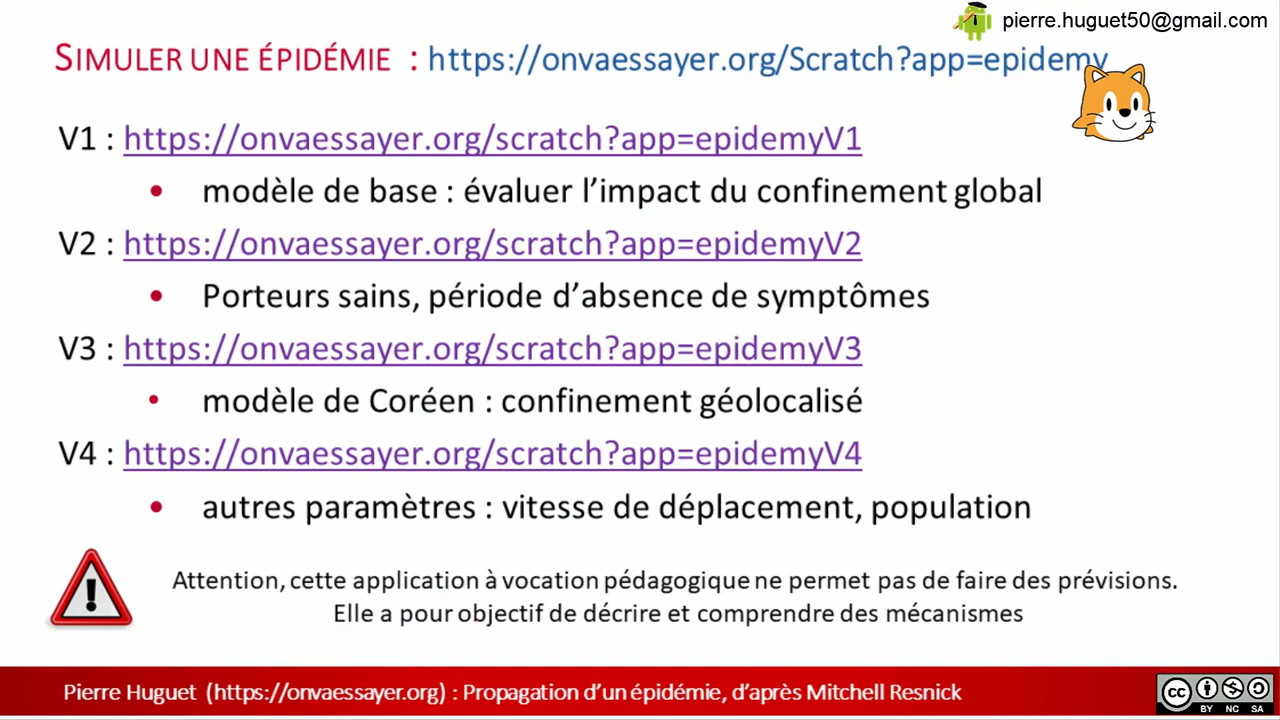 pierre.huguet50@gmail.com
SIMULER UNE ÉPIDÉMIE : https://onvaessayer.org/Scratch?app=epidemy
V1 : https://onvaessayer.org/scratch?app=epidemyV1
• modèle de base : évaluer l’impact du confinement global
V2 : https://onvaessayer.org/scratch?app=epidemyV2
• Porteurs sains, période d’absence de symptômes
V3 : https://onvaessayer.org/scratch?app=epidemyV3
• modèle de Coréen : confinement géolocalisé
V4 : https://onvaessayer.org/scratch?app=epidemyV4
• autres paramètres : vitesse de déplacement, population
Attention, cette application à vocation pédagogique ne permet pas de faire des prévisions.
Elle a pour objectif de décrire et comprendre des mécanismes
Pierre Huguet (https://onvaessayer.org) : Propagation d’un épidémie, d’après Mitchell Resnick
cc BY NC SA